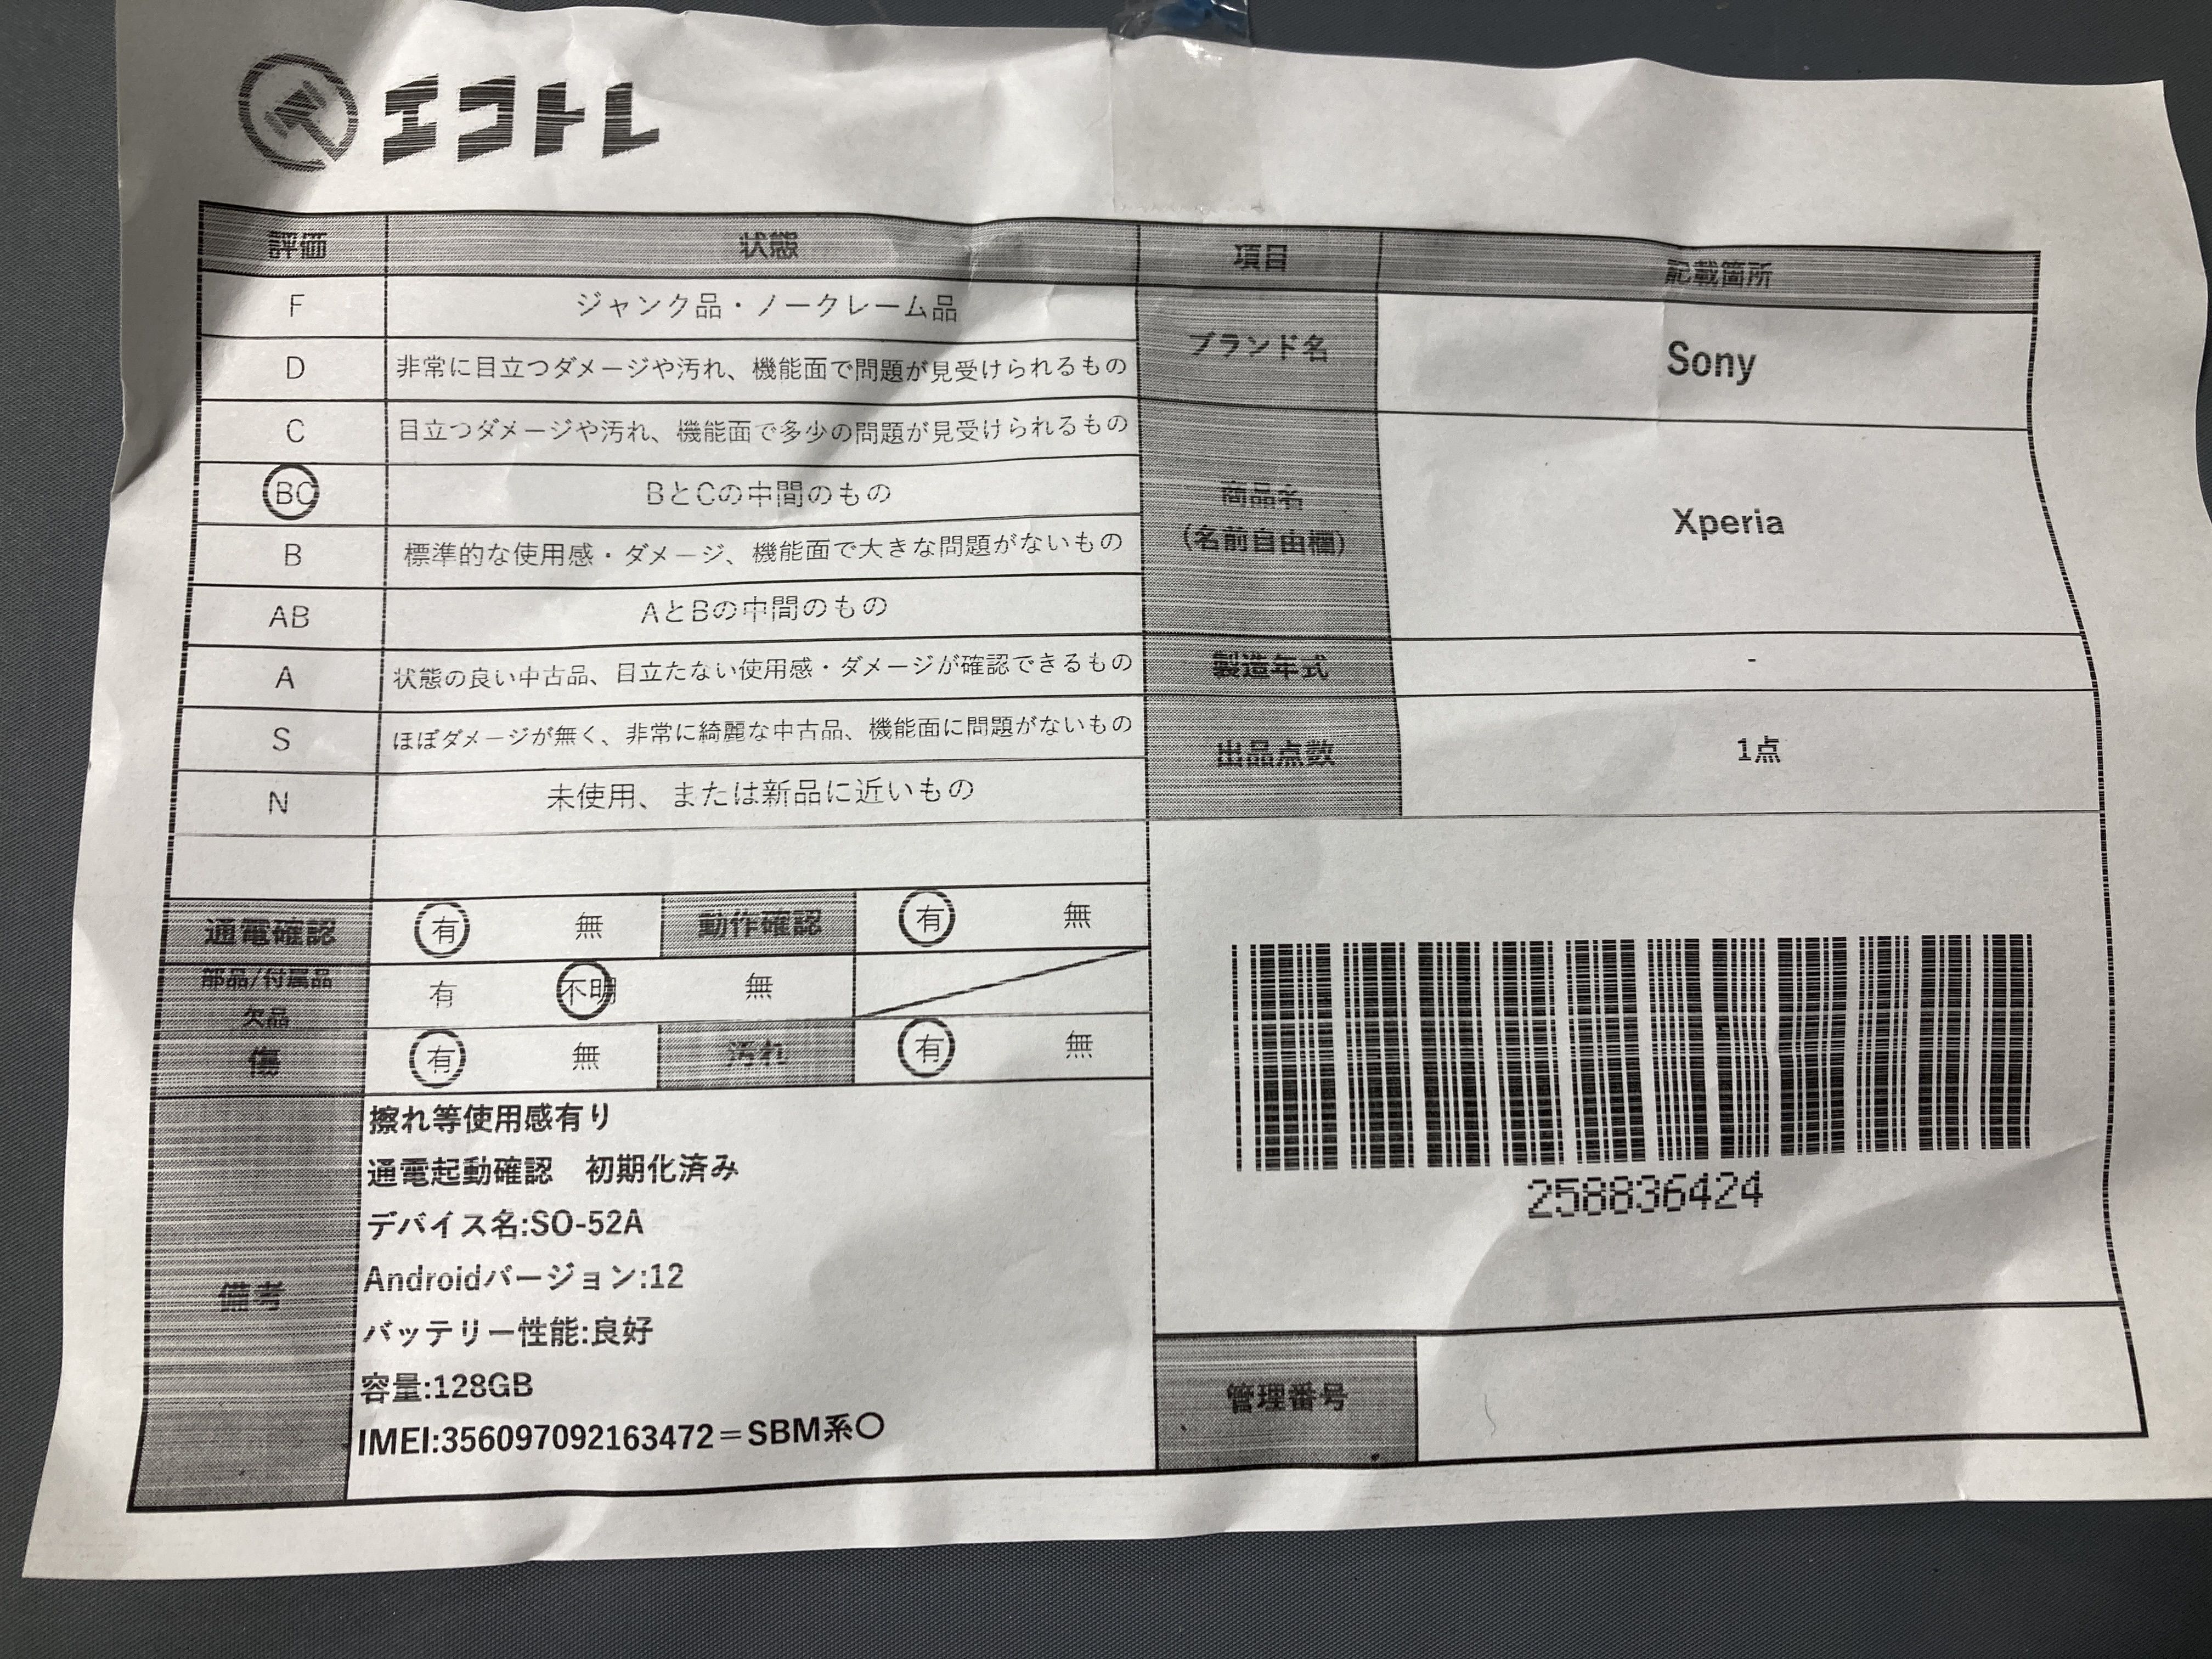 エコトレ
評価 状態
F ジャンク品・ノークレーム品
D 非常に目立つダメージや汚れ、機能面で問題が見受けられるもの
C 目立つダメージや汚れ、機能面で多少の問題が見受けられるもの
BC BとCの中間のもの
B 標準的な使用感・ダメージ、機能面で大きな問題がないもの
AB AとBの中間のもの
A 状態の良い中古品、目立たない使用感・ダメージが確認できるもの
S ほぼダメージが無く、非常に綺麗な中古品、機能面に問題がないもの
N 未使用、または新品に近いもの
通電確認 有 無 動作確認 有 無
部品/付属品
欠品 有 不明 無
傷 有 無 汚れ 有 無
備考
擦れ等使用感有り
通電起動確認 初期化済み
デバイス名:SO-52A
Androidバージョン:12
バッテリー性能:良好
容量:128GB
IMEI:356097092163472=SBM系〇
項目 記載箇所
ブランド名 Sony
商品名
(名前自由欄) Xperia
製造年式 -
出品点数 1点
258836424
管理番号